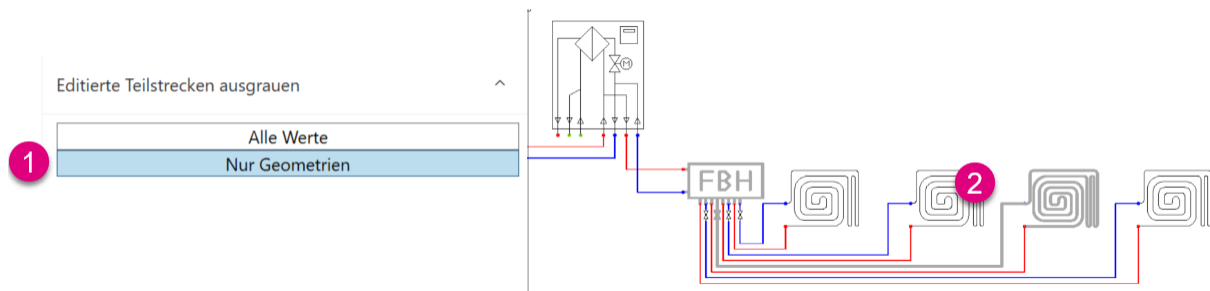 Editierte Teilstrecken ausgrauen
Alle Werte
1
Nur Geometrien
M
FBH
2